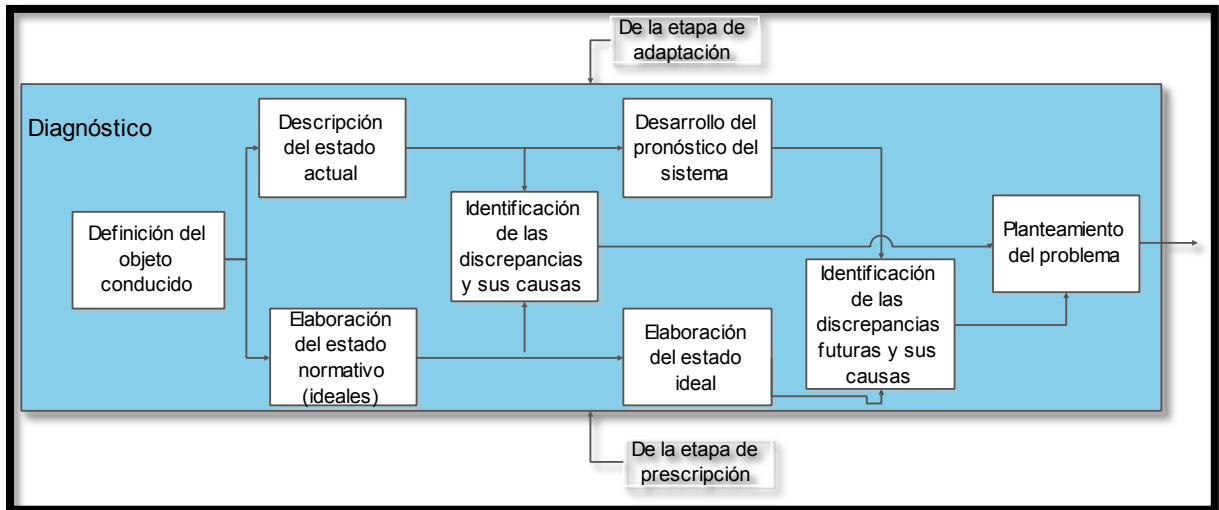 De la etapa de
adaptación
Diagnóstico
Descripción
del estado
actual
Desarrollo del
pronóstico del
sistema
Definición del
objeto
conducido
Identificación
de las
discrepancias
y sus causas
Planteamiento
del problema
Identificación
de las
discrepancias
futuras y sus
causas
Elaboración
del estado
normativo
(ideales)
Elaboración
del estado
ideal
De la etapa de
prescripción